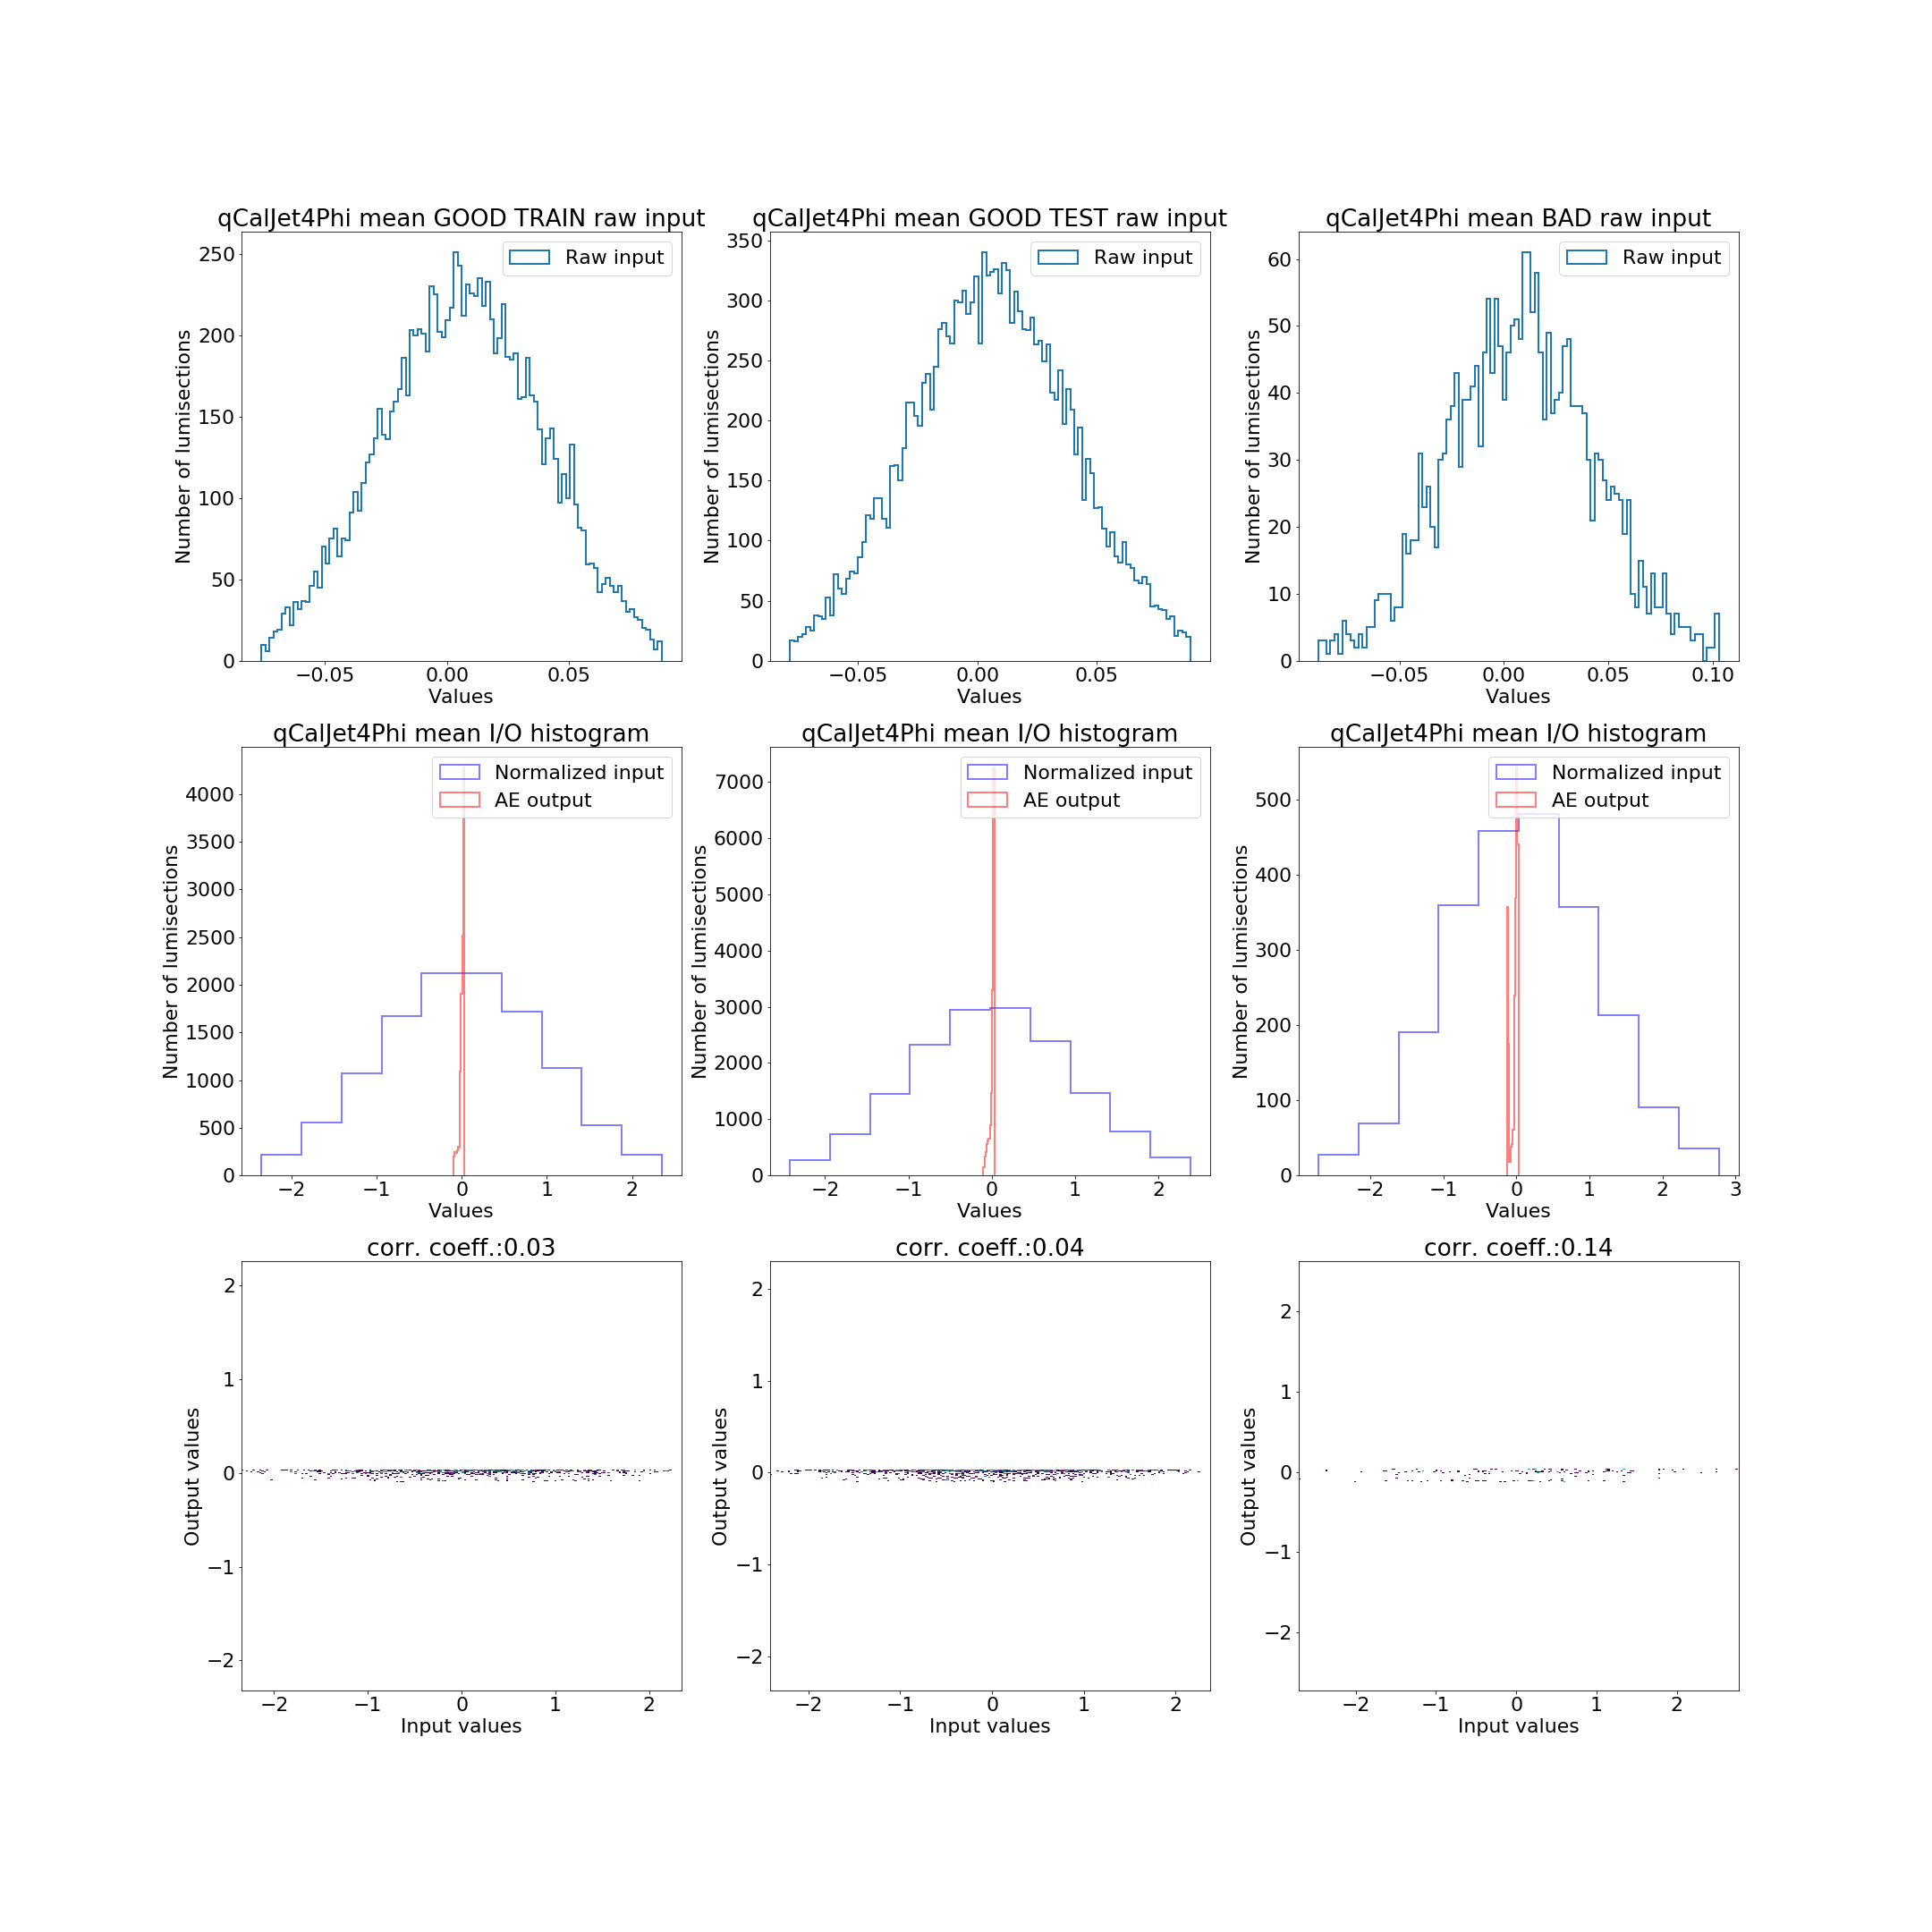 qCalJet4Phi mean GOOD TRAIN raw input
Raw input
Number of lumisections
250
200
150
100
50
0
−0.05
0.00
0.05
Values
qCalJet4Phi mean GOOD TEST raw input
Raw input
Number of lumisections
350
300
250
200
150
100
50
0
−0.05
0.00
0.05
Values
qCalJet4Phi mean BAD raw input
Raw input
Number of lumisections
60
50
40
30
20
10
0
−0.05
0.00
0.05
0.10
Values
qCalJet4Phi mean I/O histogram
Normalized input
AE output
Number of lumisections
4000
3500
3000
2500
2000
1500
1000
500
0
−2
−1
0
1
2
Values
qCalJet4Phi mean I/O histogram
Normalized input
AE output
Number of lumisections
7000
6000
5000
4000
3000
2000
1000
0
−2
−1
0
1
2
Values
qCalJet4Phi mean I/O histogram
Normalized input
AE output
Number of lumisections
500
400
300
200
100
0
−2
−1
0
1
2
3
Values
corr. coeff.:0.03
Output values
2
1
0
−1
−2
−2
−1
0
1
2
Input values
corr. coeff.:0.04
Output values
2
1
0
−1
−2
−2
−1
0
1
2
Input values
corr. coeff.:0.14
Output values
2
1
0
−1
−2
−2
−1
0
1
2
Input values